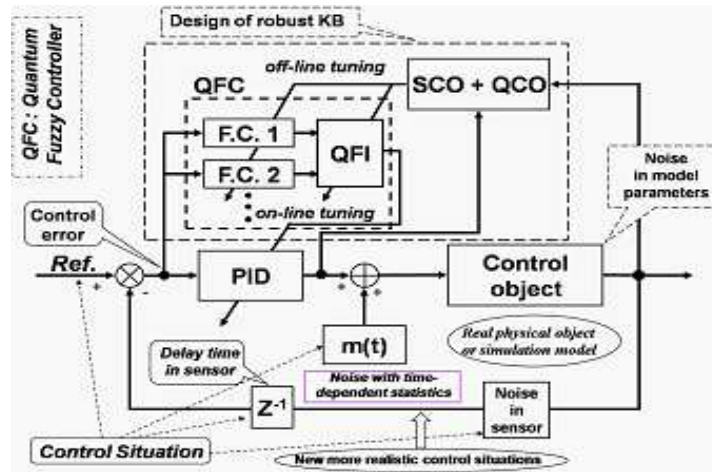 Design of robust KB
QFC : Quantum
Fuzzy Controller
off-line tuning
SCO + QCO
QFC
F.C. 1
QFI
F.C. 2
Noise
in model
parameters
on-line tuning
Control
error
Ref.
+
-
PID
+
+
Control
object
m(t)
Real physical object
or simulation model
Delay time
in sensor
Noise with time-
dependent statistics
Z-1
Noise
in
sensor
Control Situation
New more realistic control situations